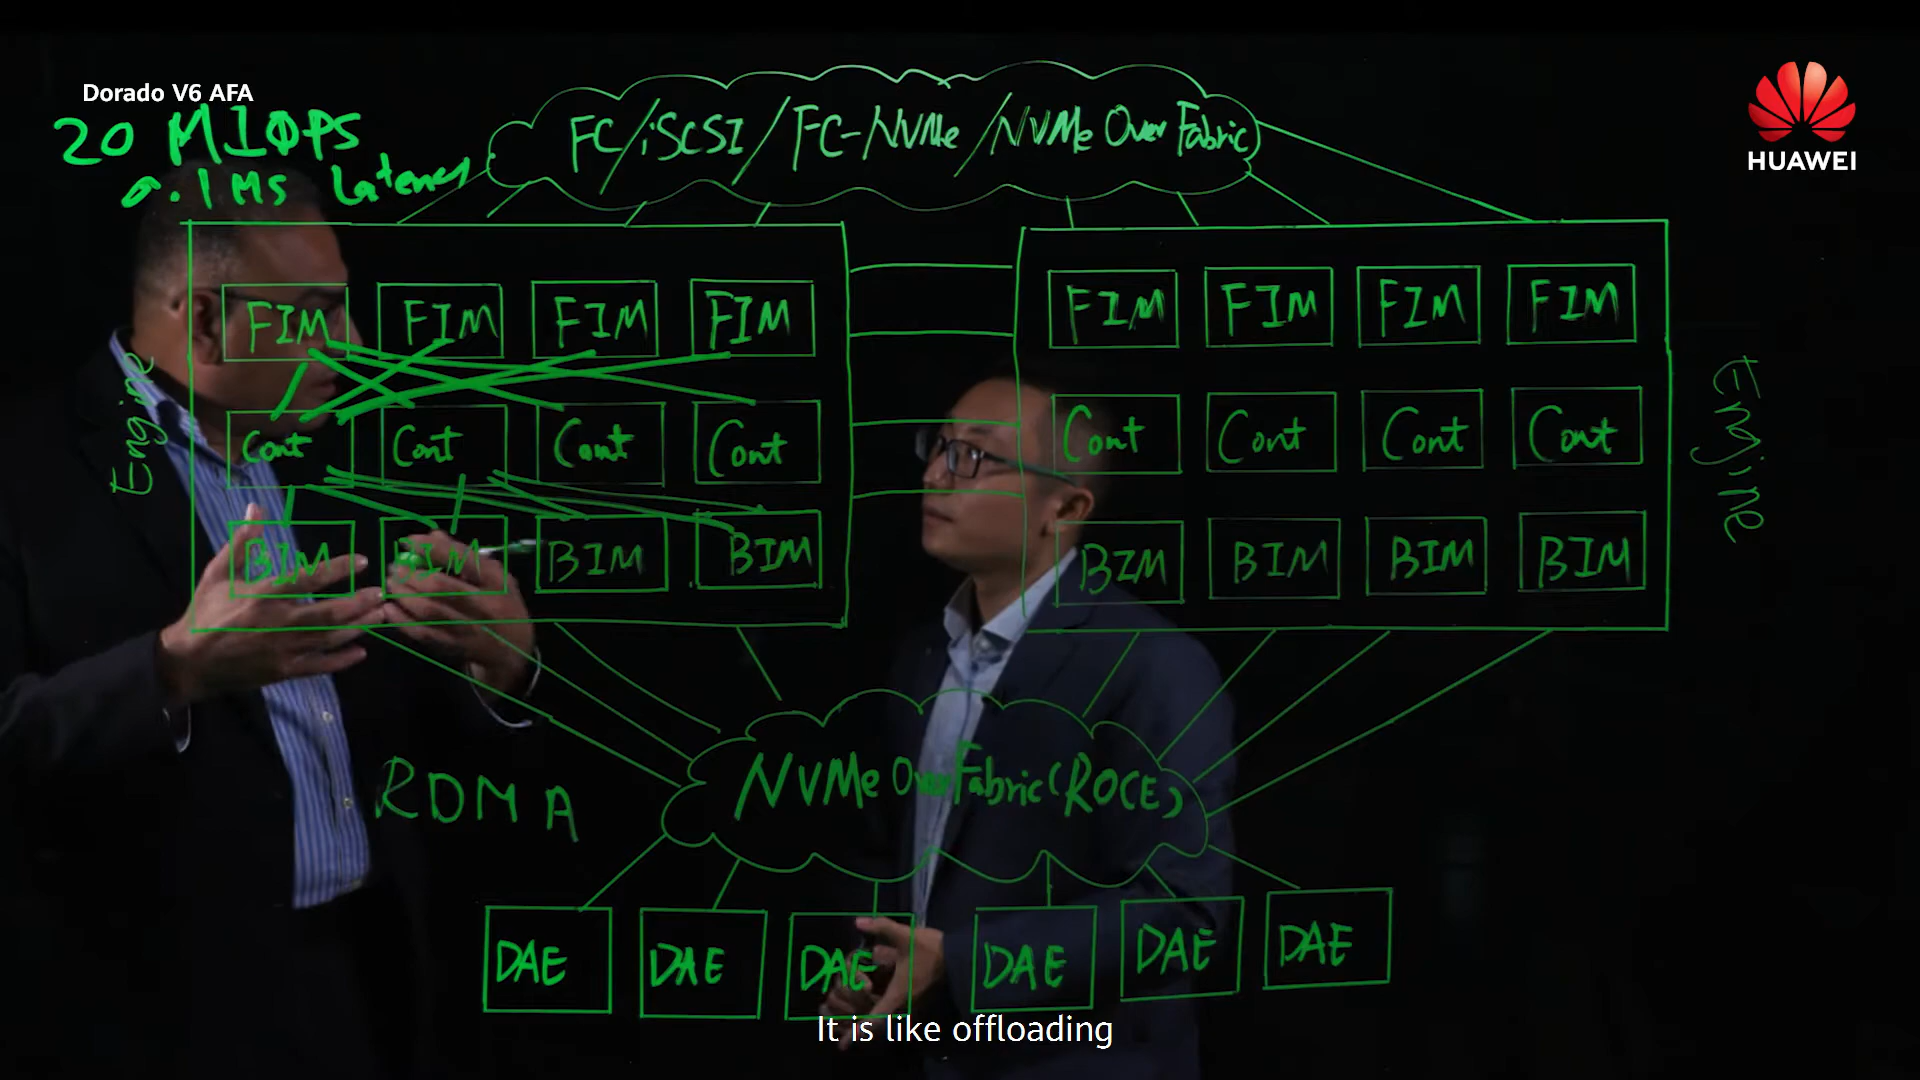 Dorado V6 AFA
20 MIOPS
0.1 MS Latency
FC/iSCSI/FC-NVMe/NVMe Over Fabric
HUAWEI
Engine
FIM FIM FIM FIM
Cont Cont Cont Cont
BIM BIM BIM BIM
FIM FIM FIM FIM
Cont Cont Cont Cont
BIM BIM BIM BIM
Engine
RDMA
NVMe Over Fabric (ROCE)
DAE DAE DAE DAE DAE DAE
It is like offloading